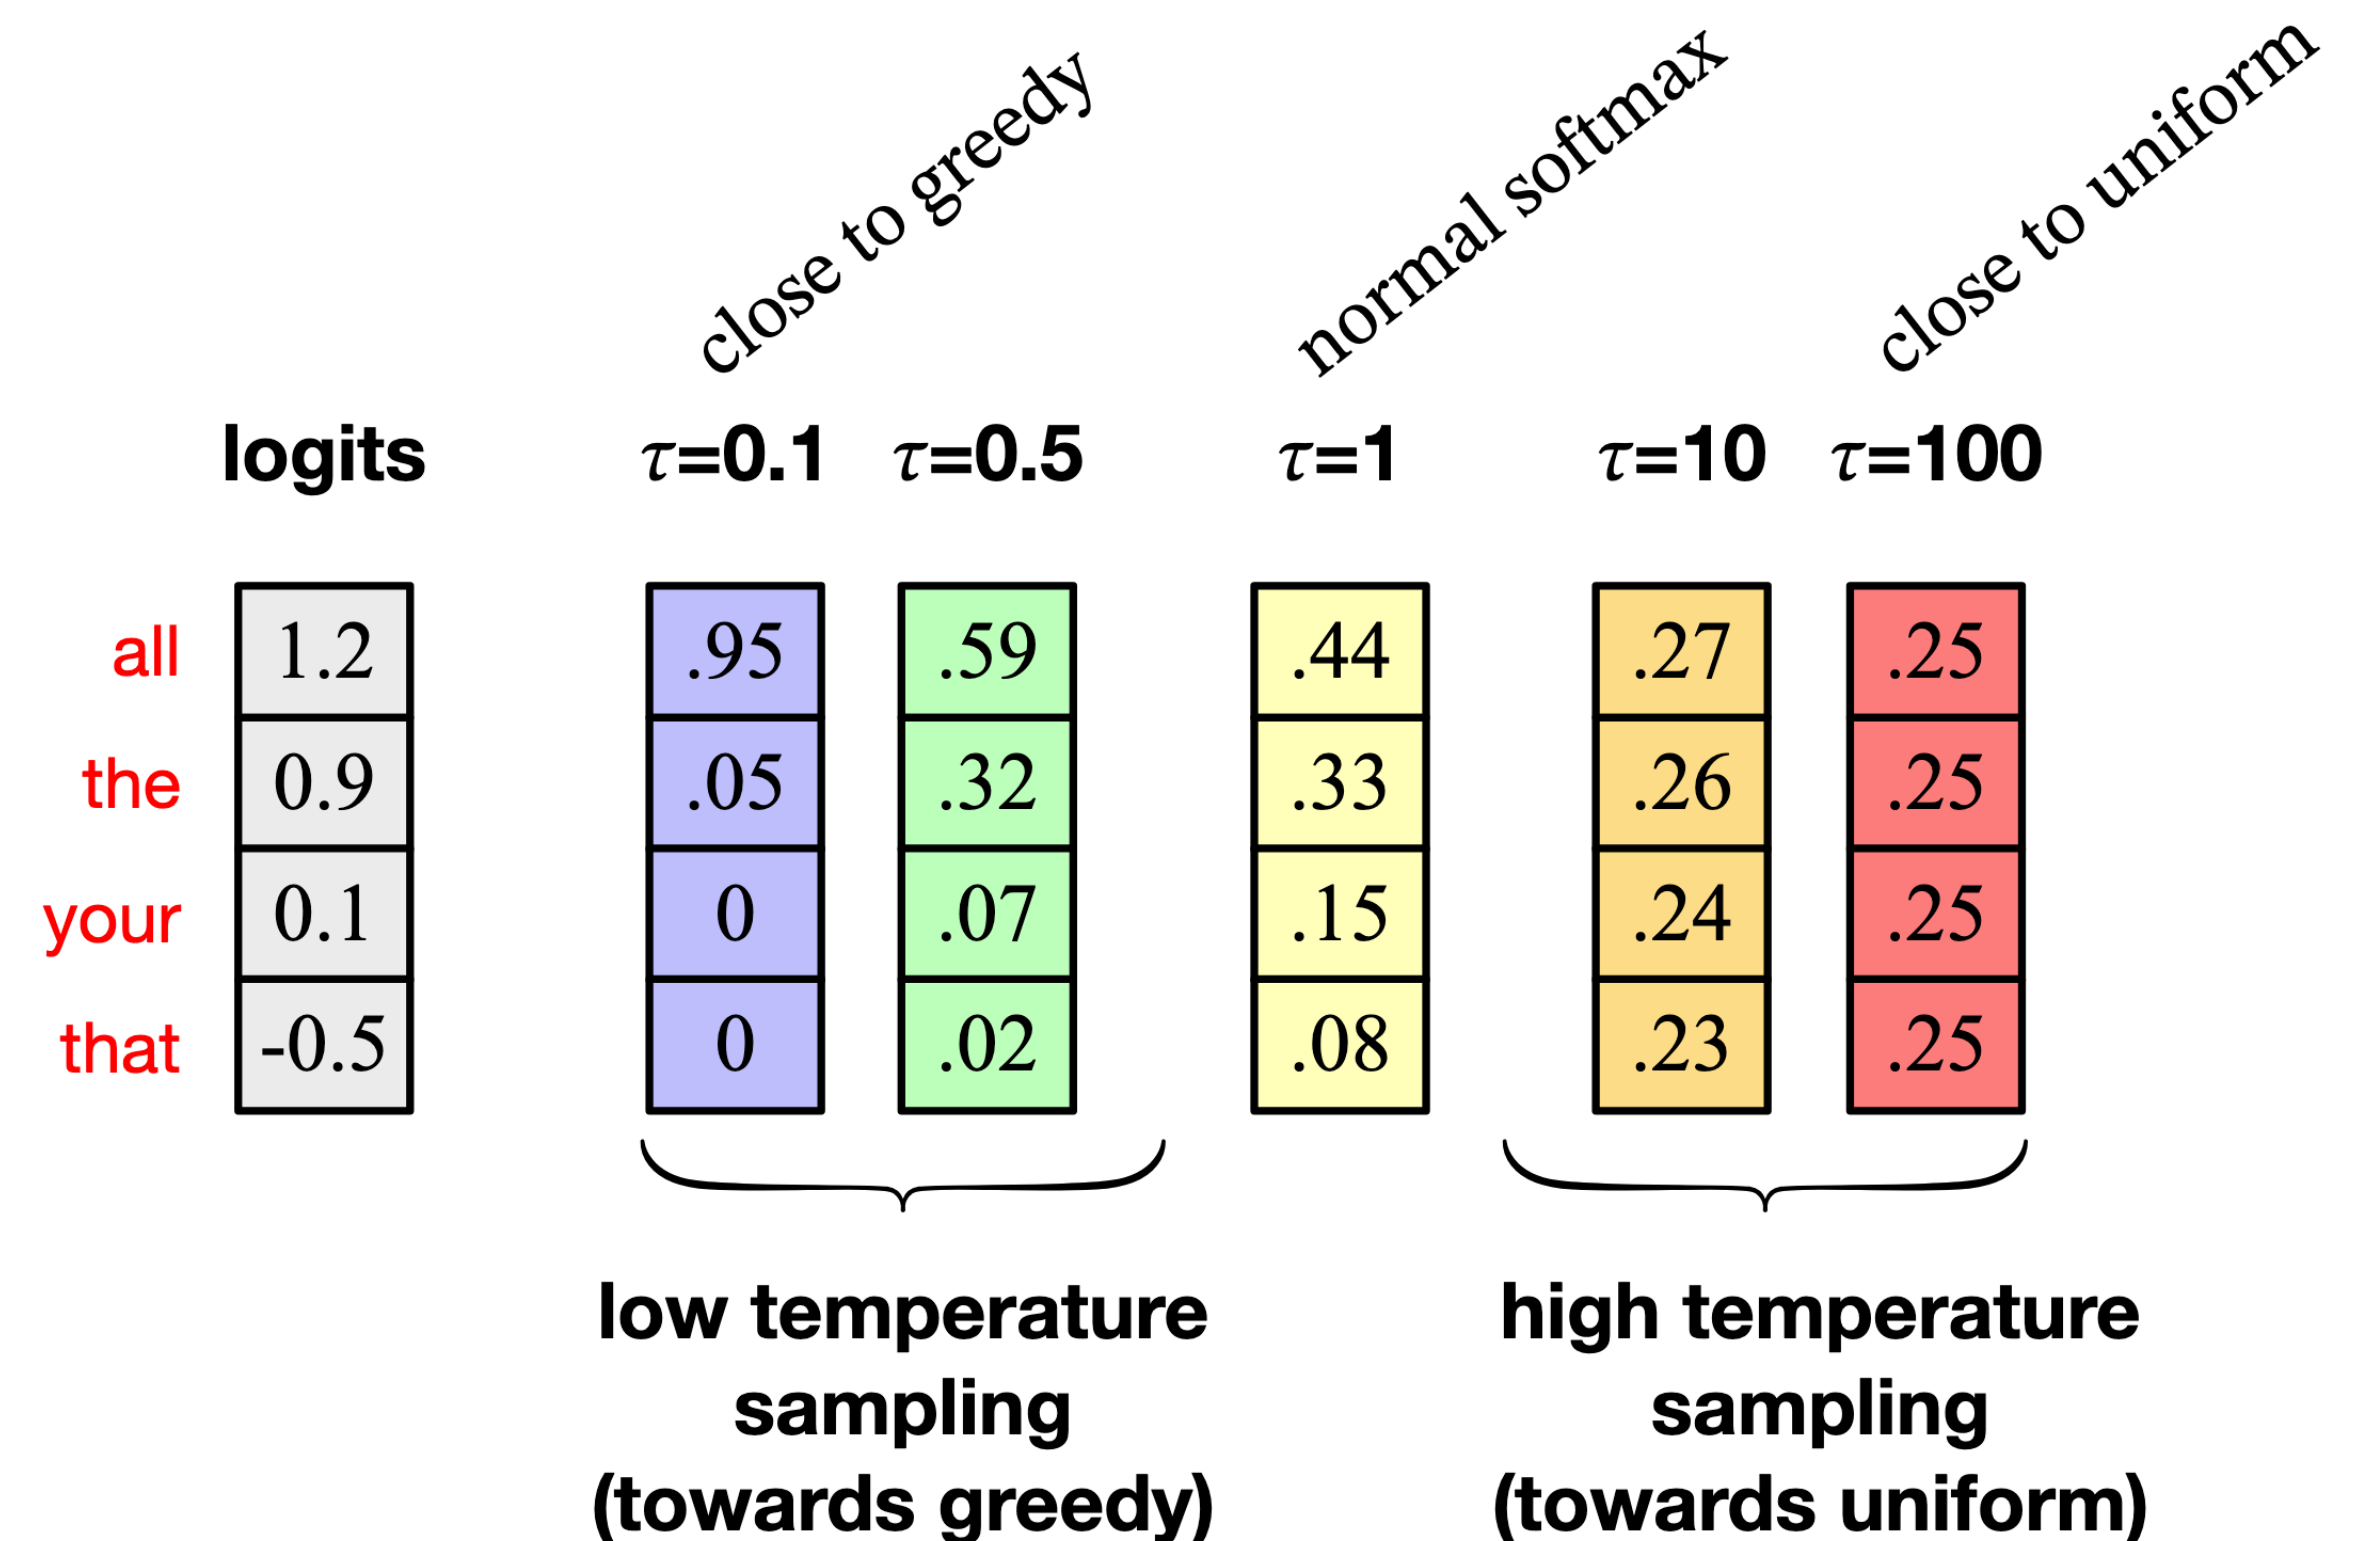 close to greedy
normal softmax
close to uniform
logits τ=0.1 τ=0.5 τ=1 τ=10 τ=100
all 1.2 .95 .59 .44 .27 .25
the 0.9 .05 .32 .33 .26 .25
your 0.1 0 .07 .15 .24 .25
that -0.5 0 .02 .08 .23 .25
low temperature
sampling
(towards greedy)
high temperature
sampling
(towards uniform)